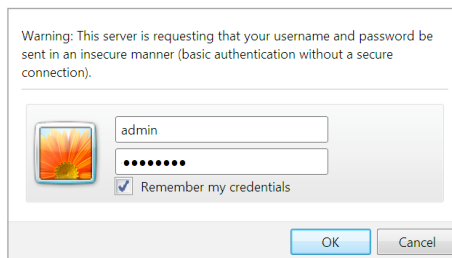 Warning: This server is requesting that your username and password be
sent in an insecure manner (basic authentication without a secure
connection).
admin
●●●●●●●●
Remember my credentials
OK Cancel